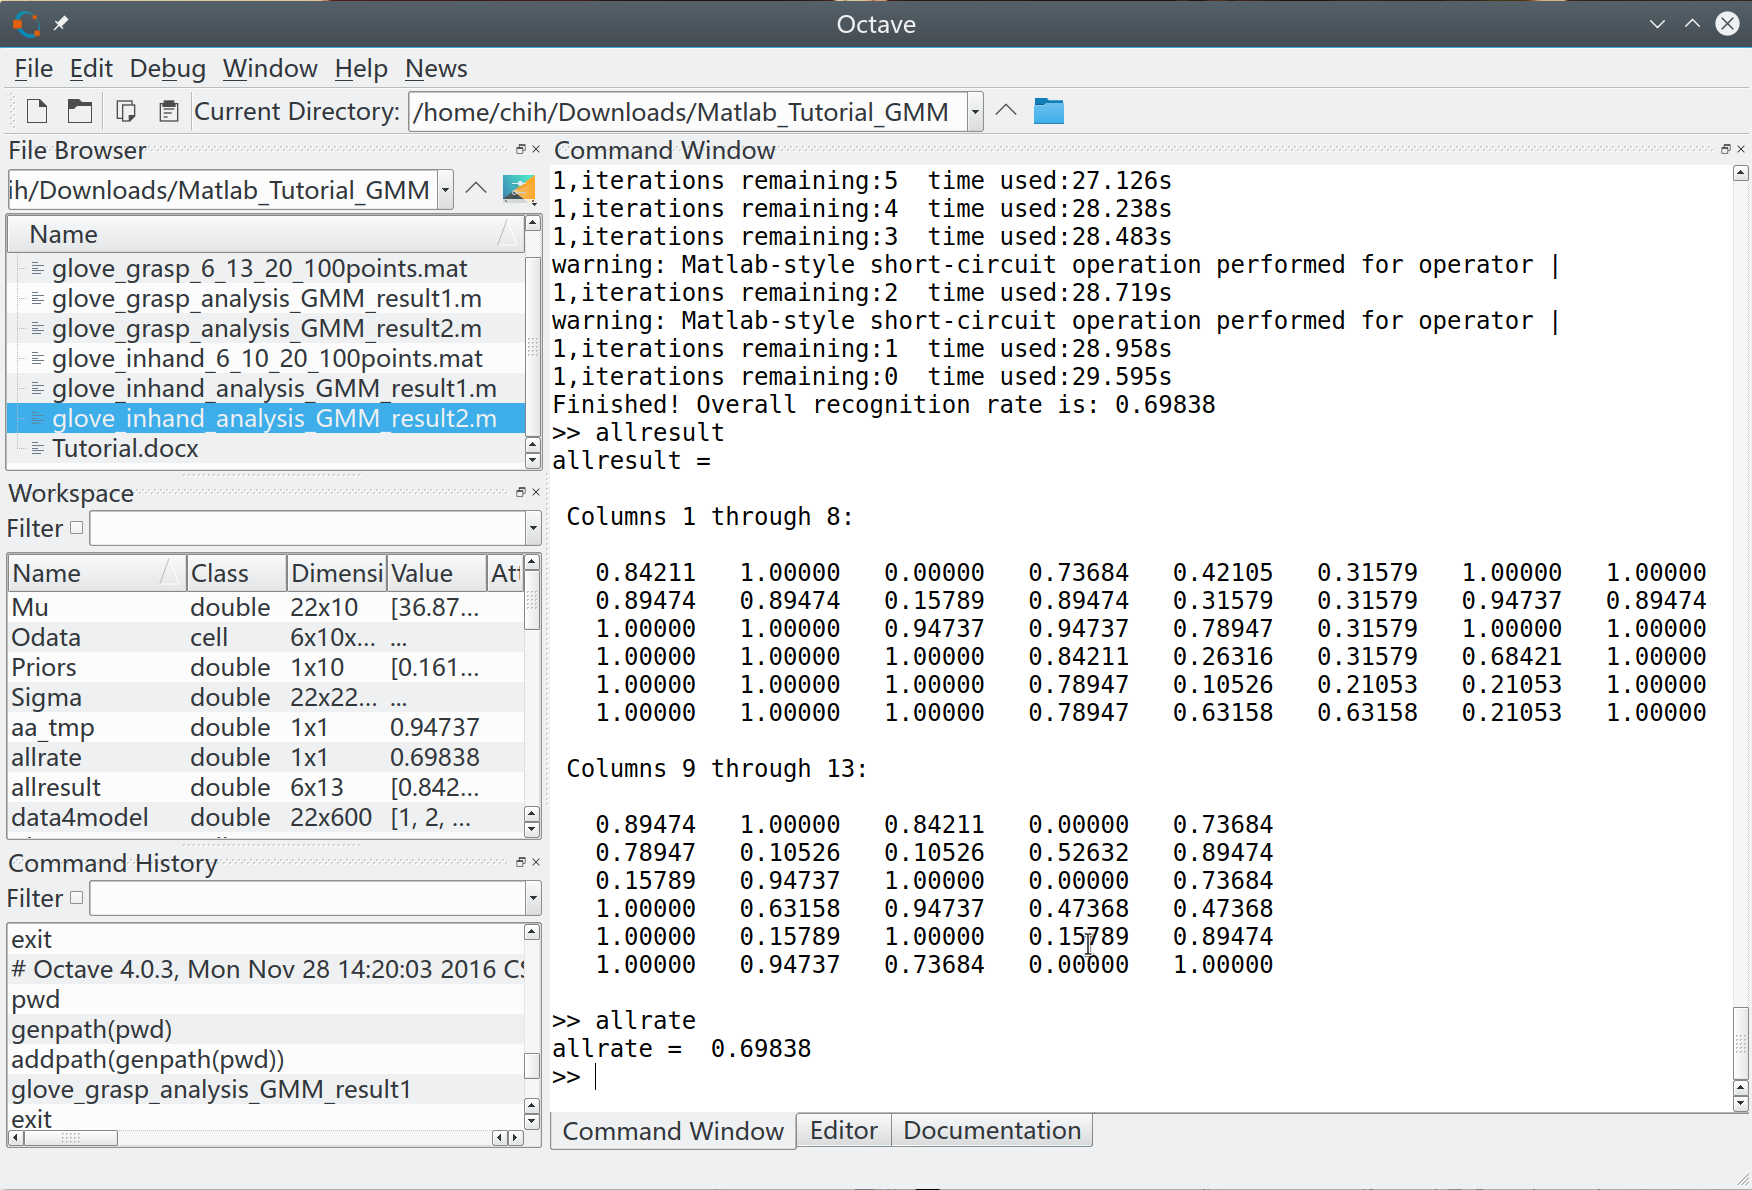 Octave
File Edit Debug Window Help News
Current Directory: /home/chih/Downloads/Matlab_Tutorial_GMM
File Browser
ih/Downloads/Matlab_Tutorial_GMM
Name
glove_grasp_6_13_20_100points.mat
glove_grasp_analysis_GMM_result1.m
glove_grasp_analysis_GMM_result2.m
glove_inhand_6_10_20_100points.mat
glove_inhand_analysis_GMM_result1.m
glove_inhand_analysis_GMM_result2.m
Tutorial.docx
Workspace
Filter
Name Class Dimensi Value Att
Mu double 22x10 [36.87...
Odata cell 6x10x... ...
Priors double 1x10 [0.161...
Sigma double 22x22... ...
aa_tmp double 1x1 0.94737
allrate double 1x1 0.69838
allresult double 6x13 [0.842...
data4model double 22x600 [1, 2, ...
Command History
Filter
exit
# Octave 4.0.3, Mon Nov 28 14:20:03 2016 CS
pwd
genpath(pwd)
addpath(genpath(pwd))
glove_grasp_analysis_GMM_result1
exit
Command Window
1,iterations remaining:5  time used:27.126s
1,iterations remaining:4  time used:28.238s
1,iterations remaining:3  time used:28.483s
warning: Matlab-style short-circuit operation performed for operator |
1,iterations remaining:2  time used:28.719s
warning: Matlab-style short-circuit operation performed for operator |
1,iterations remaining:1  time used:28.958s
1,iterations remaining:0  time used:29.595s
Finished! Overall recognition rate is: 0.69838
>> allresult
allresult =
Columns 1 through 8:
0.84211 1.00000 0.00000 0.73684 0.42105 0.31579 1.00000 1.00000
0.89474 0.89474 0.15789 0.89474 0.31579 0.31579 0.94737 0.89474
1.00000 1.00000 0.94737 0.94737 0.78947 0.31579 1.00000 1.00000
1.00000 1.00000 1.00000 0.84211 0.26316 0.31579 0.68421 1.00000
1.00000 1.00000 1.00000 0.78947 0.10526 0.21053 0.21053 1.00000
1.00000 1.00000 1.00000 0.78947 0.63158 0.63158 0.21053 1.00000
Columns 9 through 13:
0.89474 1.00000 0.84211 0.00000 0.73684
0.78947 0.10526 0.10526 0.52632 0.89474
0.15789 0.94737 1.00000 0.00000 0.73684
1.00000 0.63158 0.94737 0.47368 0.47368
1.00000 0.15789 1.00000 0.15789 0.89474
1.00000 0.94737 0.73684 0.00000 1.00000
>> allrate
allrate =  0.69838
>>
Command Window Editor Documentation